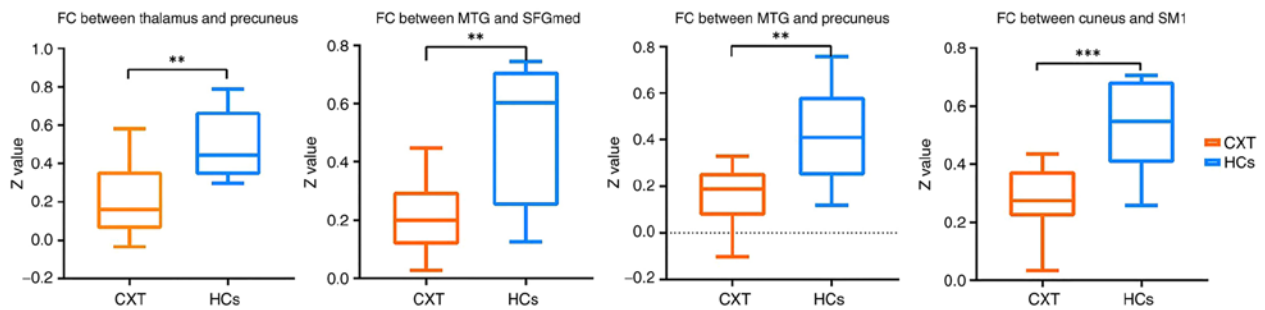 FC between thalamus and precuneus
Z value
1.0
0.8
0.6
0.4
0.2
0.0
−0.2
**
CXT
HCs
FC between MTG and SFGmed
Z value
0.8
0.6
0.4
0.2
0.0
**
CXT
HCs
FC between MTG and precuneus
Z value
0.8
0.6
0.4
0.2
0.0
−0.2
**
CXT
HCs
FC between cuneus and SM1
Z value
0.8
0.6
0.4
0.2
0.0
***
CXT
HCs
CXT
HCs